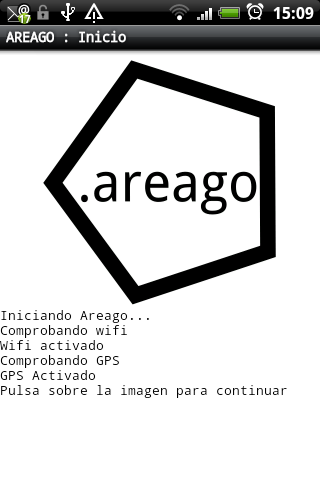 17
15:09
AREAGO : Inicio
.areago
Iniciando Areago...
Comprobando wifi
Wifi activado
Comprobando GPS
GPS Activado
Pulsa sobre la imagen para continuar